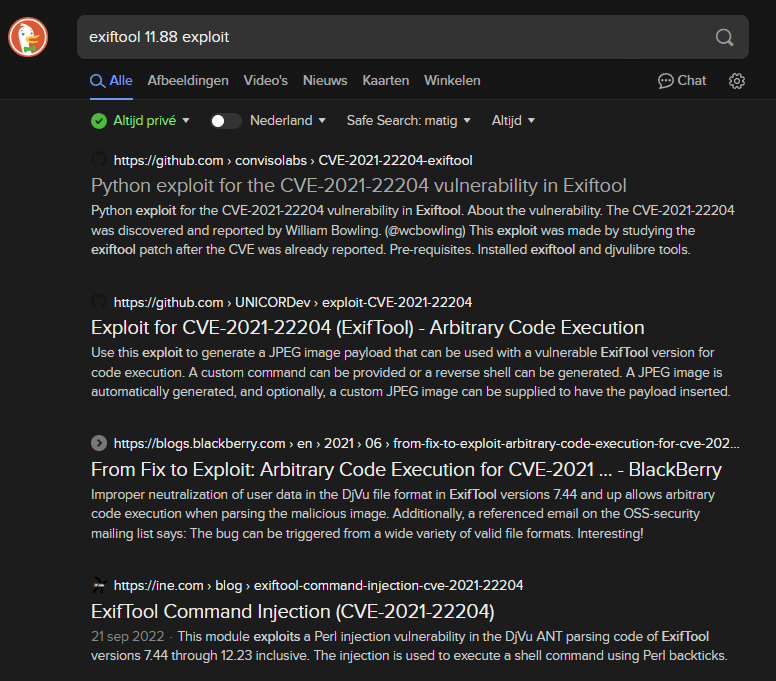 exiftool 11.88 exploit
Alle Afbeeldingen Video's Nieuws Kaarten Winkelen Chat
Altijd privé Nederland Safe Search: matig Altijd
https://github.com › convisolabs › CVE-2021-22204-exiftool
Python exploit for the CVE-2021-22204 vulnerability in Exiftool
Python exploit for the CVE-2021-22204 vulnerability in Exiftool. About the vulnerability. The CVE-2021-22204
was discovered and reported by William Bowling. (@wcbowling) This exploit was made by studying the
exiftool patch after the CVE was already reported. Pre-requisites. Installed exiftool and djvulibre tools.
https://github.com › UNICORDev › exploit-CVE-2021-22204
Exploit for CVE-2021-22204 (ExifTool) - Arbitrary Code Execution
Use this exploit to generate a JPEG image payload that can be used with a vulnerable ExifTool version for
code execution. A custom command can be provided or a reverse shell can be generated. A JPEG image is
automatically generated, and optionally, a custom JPEG image can be supplied to have the payload inserted.
https://blogs.blackberry.com › en › 2021 › 06 › from-fix-to-exploit-arbitrary-code-execution-for-cve-202...
From Fix to Exploit: Arbitrary Code Execution for CVE-2021 ... - BlackBerry
Improper neutralization of user data in the DjVu file format in ExifTool versions 7.44 and up allows arbitrary
code execution when parsing the malicious image. Additionally, a referenced email on the OSS-security
mailing list says: The bug can be triggered from a wide variety of valid file formats. Interesting!
https://ine.com › blog › exiftool-command-injection-cve-2021-22204
ExifTool Command Injection (CVE-2021-22204)
21 sep 2022 · This module exploits a Perl injection vulnerability in the DjVu ANT parsing code of ExifTool
versions 7.44 through 12.23 inclusive. The injection is used to execute a shell command using Perl backticks.